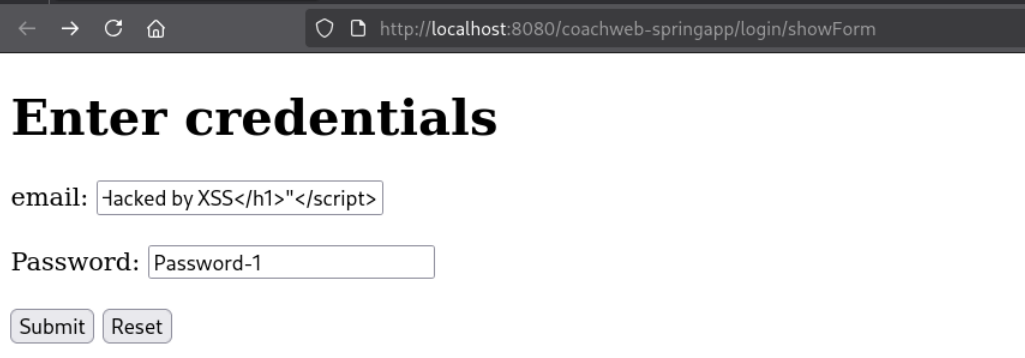 http://localhost:8080/coachweb-springapp/login/showForm
Enter credentials
email: Hacked by XSS</h1>"</script>
Password: Password-1
Submit Reset